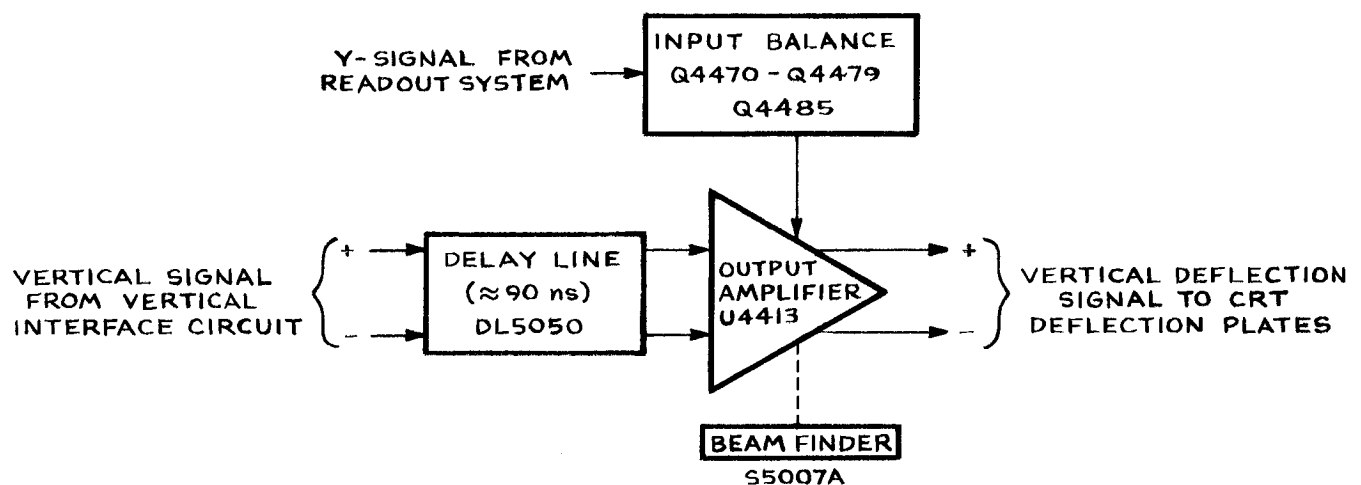 INPUT BALANCE
Q4470 - Q4479
Q4485
Y-SIGNAL FROM
READOUT SYSTEM
VERTICAL SIGNAL
FROM VERTICAL
INTERFACE CIRCUIT
+
-
DELAY LINE
(≈90 ns)
DL5050
OUTPUT
AMPLIFIER
U4413
+
-
VERTICAL DEFLECTION
SIGNAL TO CRT
DEFLECTION PLATES
BEAM FINDER
S5007A